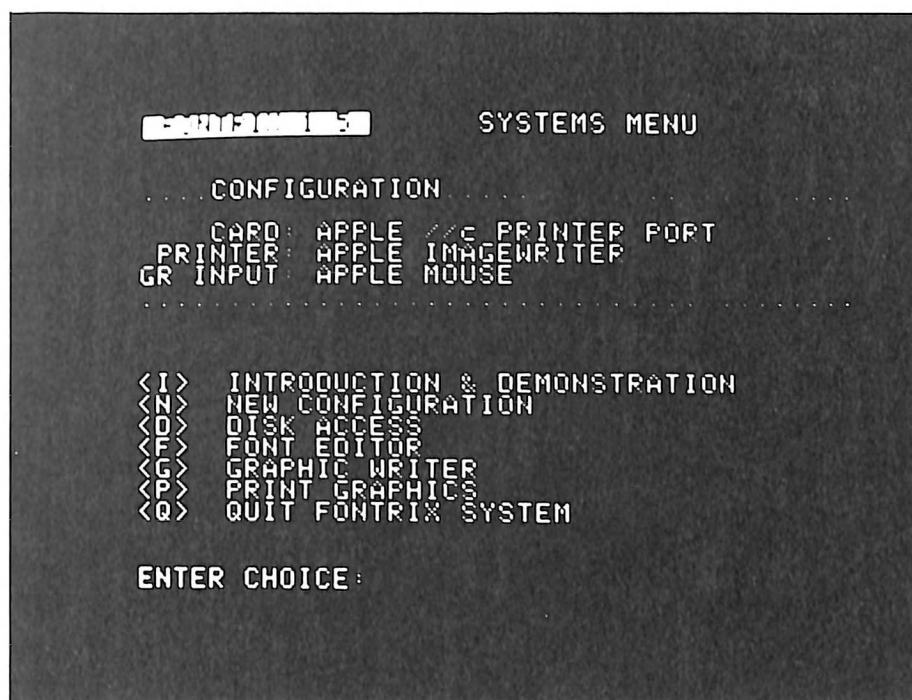 SYSTEMS MENU
....CONFIGURATION.....
CARD: APPLE //c PRINTER PORT
PRINTER: APPLE IMAGEWRITER
GR INPUT: APPLE MOUSE
<I> INTRODUCTION & DEMONSTRATION
<N> NEW CONFIGURATION
<D> DISK ACCESS
<F> FONT EDITOR
<G> GRAPHIC WRITER
<P> PRINT GRAPHICS
<Q> QUIT FONTRIX SYSTEM
ENTER CHOICE: